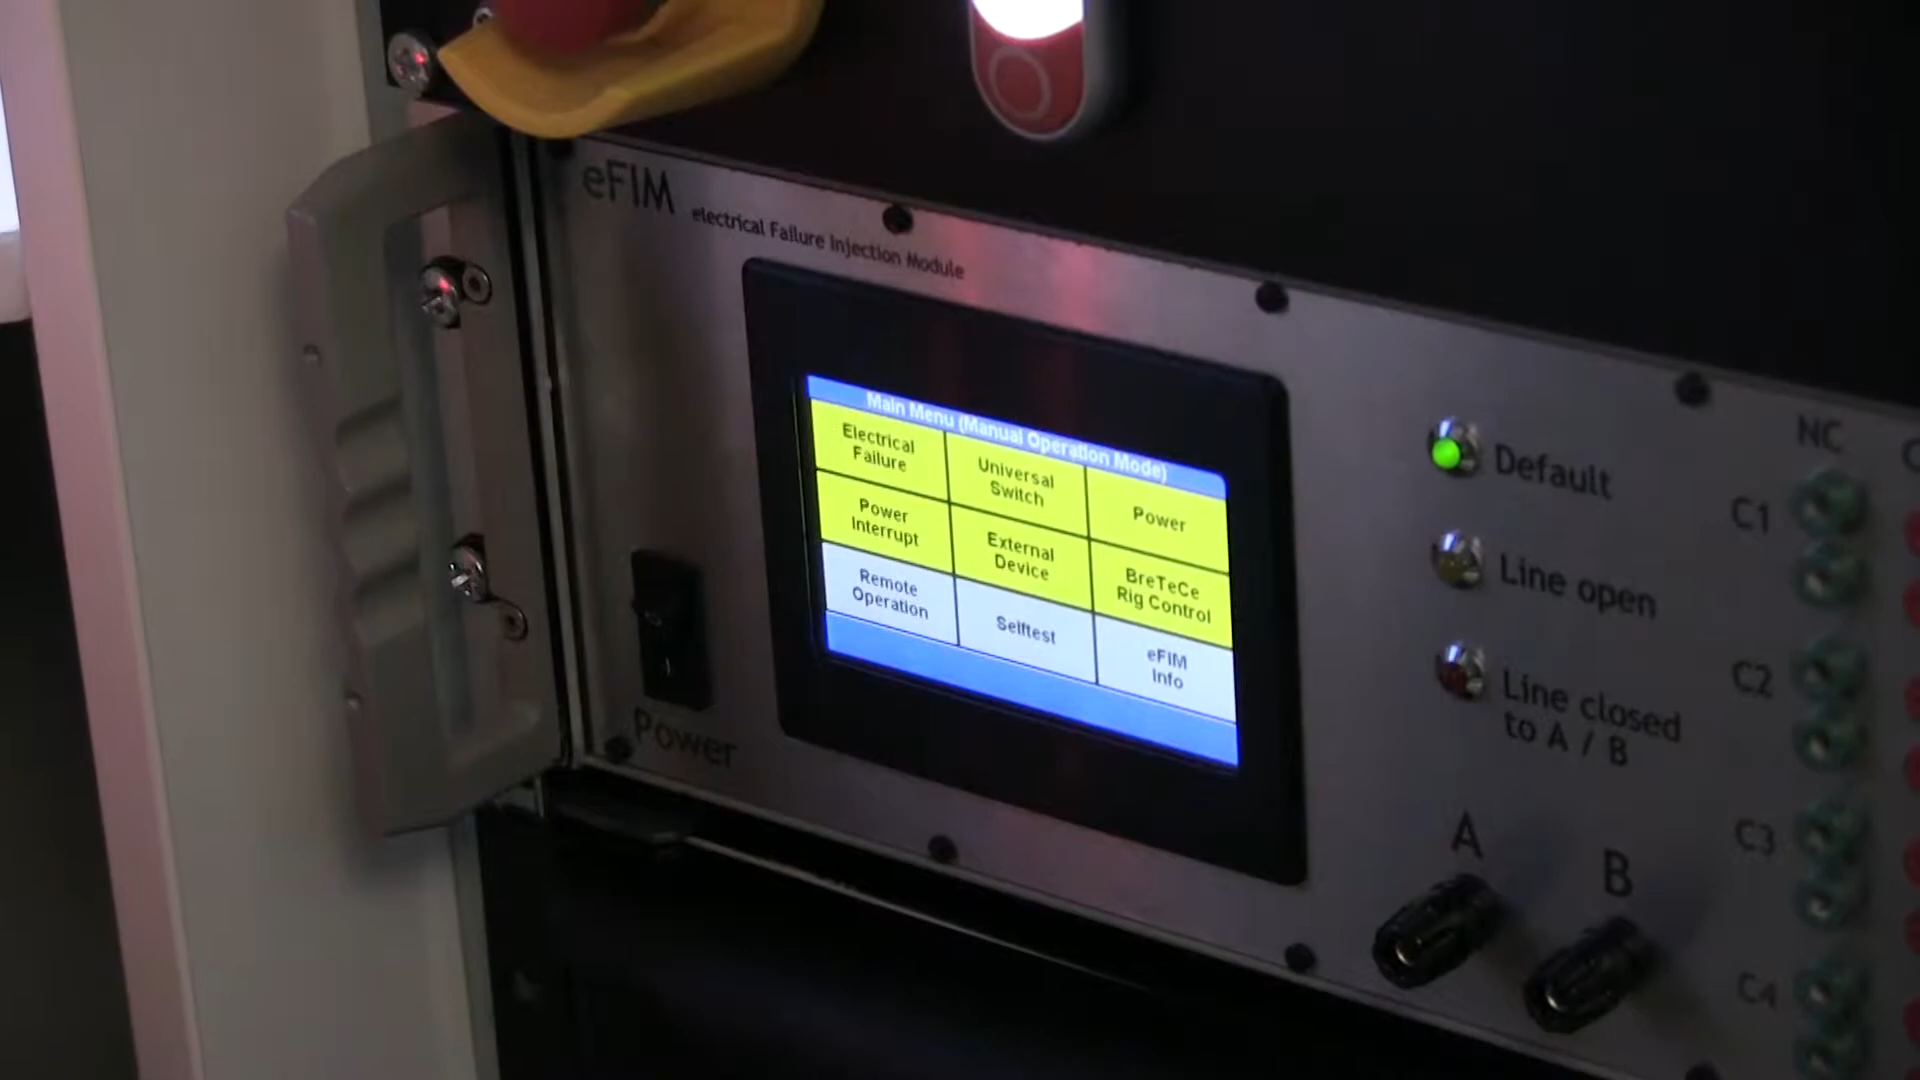 eFIM
electrical Failure Injection Module
Main Menu (Manual Operation Mode)
Electrical
Failure
Universal
Switch
Power
Power
Interrupt
External
Device
BreTeCe
Rig Control
Remote
Operation
Selftest
eFIM
Info
Power
Default
Line open
Line closed
to A / B
A
B
NC
C1
C2
C3
C4